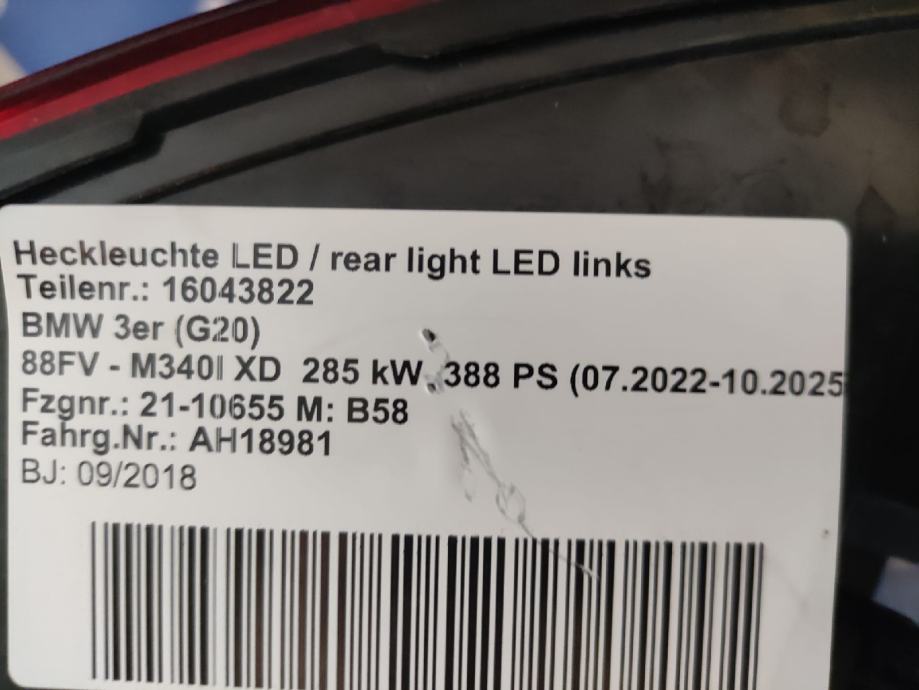 Heckleuchte LED / rear light LED links
Teilenr.: 16043822
BMW 3er (G20)
88FV - M340I XD 285 kW, 388 PS (07.2022-10.2025
Fzgnr.: 21-10655 M: B58
Fahrg.Nr.: AH18981
BJ: 09/2018